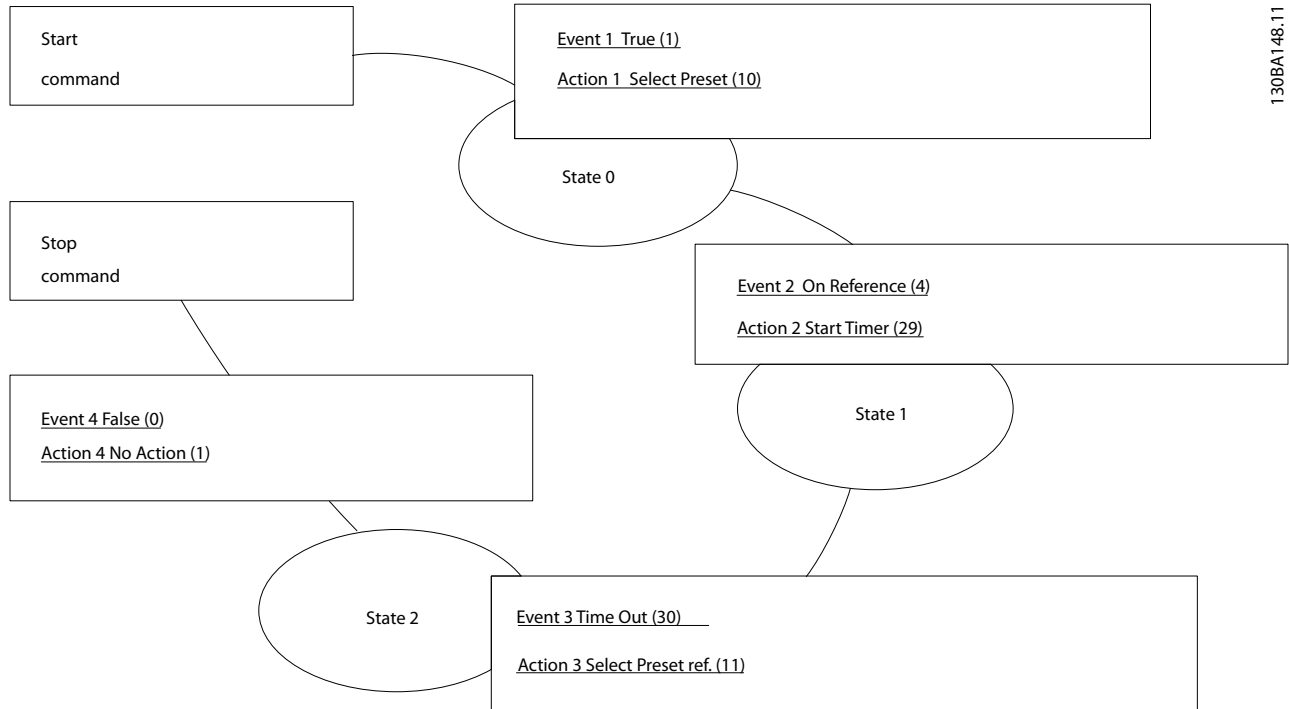 Start
command
Event 1  True (1)
Action 1  Select Preset (10)
130BA148.11
State 0
Stop
command
Event 2  On Reference (4)
Action 2 Start Timer (29)
Event 4 False (0)
Action 4 No Action (1)
State 1
State 2
Event 3 Time Out (30)
Action 3 Select Preset ref. (11)